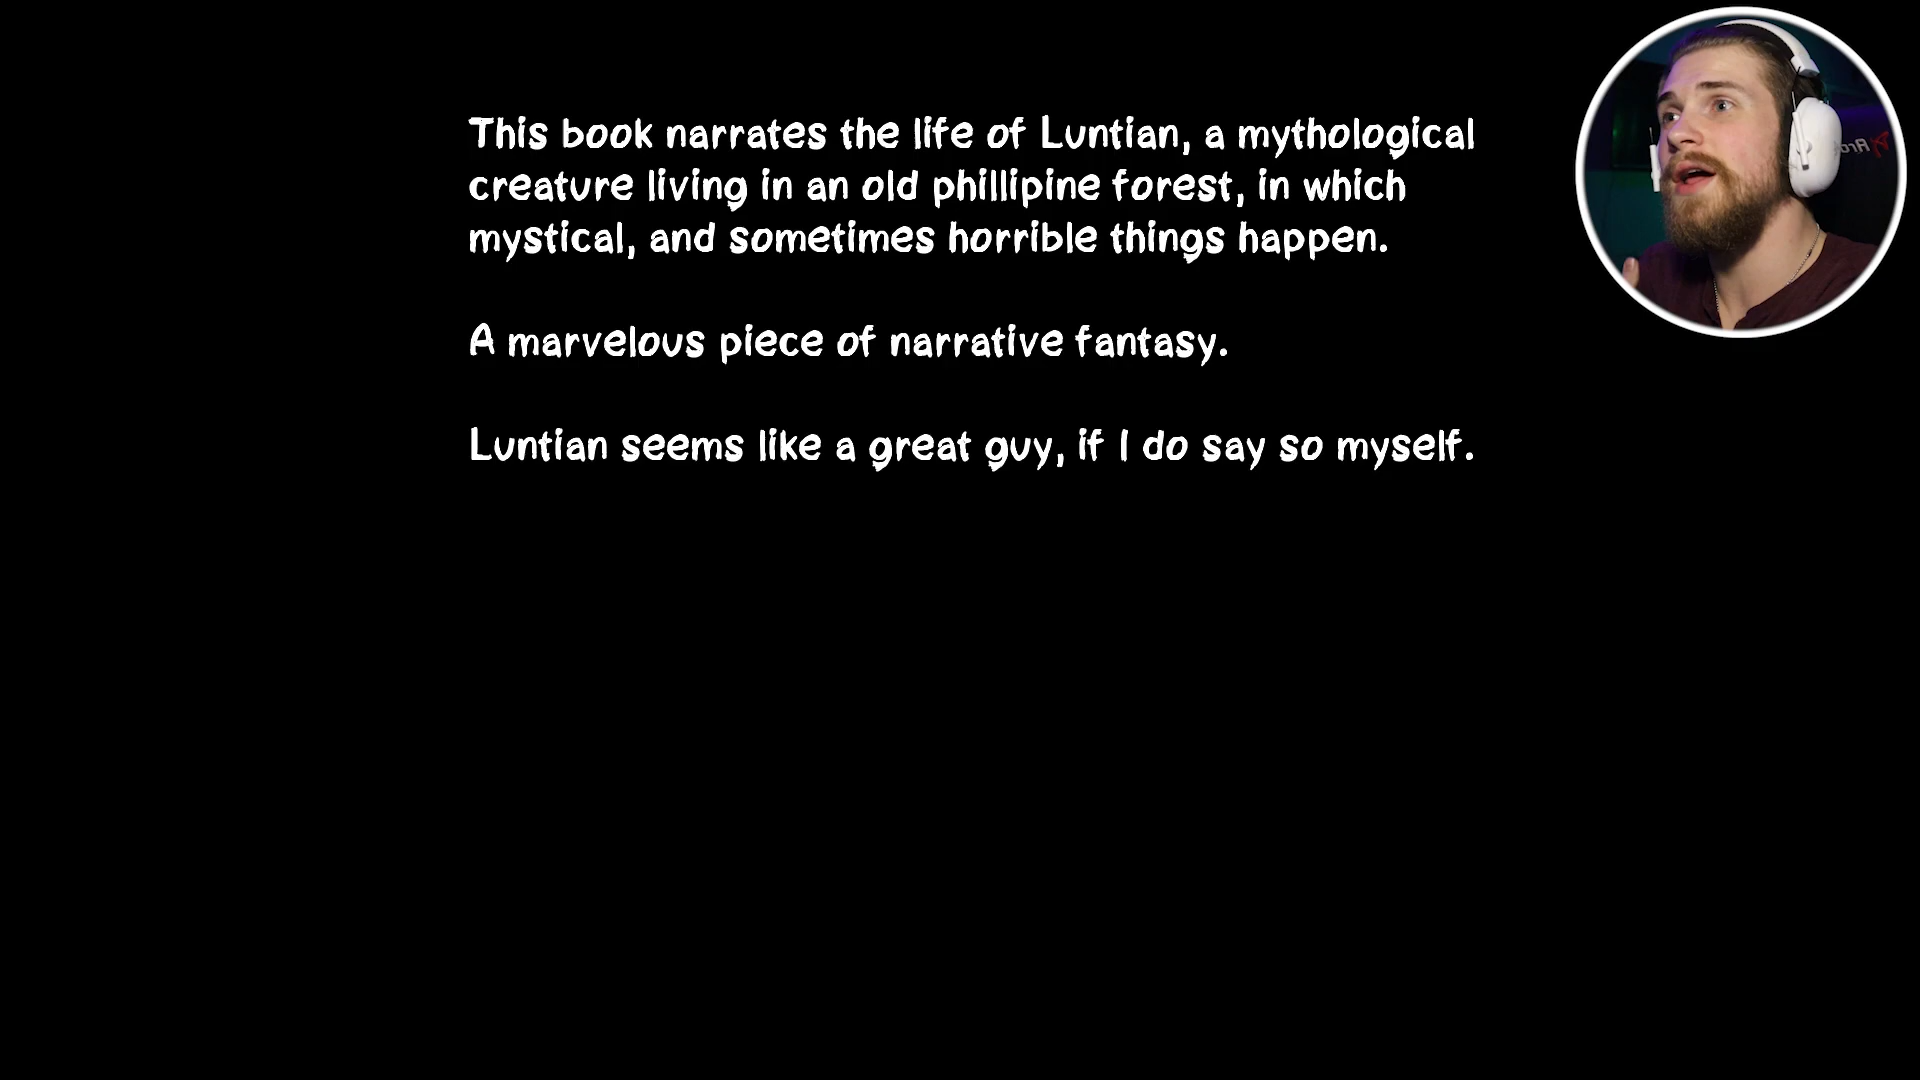 This book narrates the life of Luntian, a mythological
creature living in an old phillipine forest, in which
mystical, and sometimes horrible things happen.
A marvelous piece of narrative fantasy.
Luntian seems like a great guy, if I do say so myself.